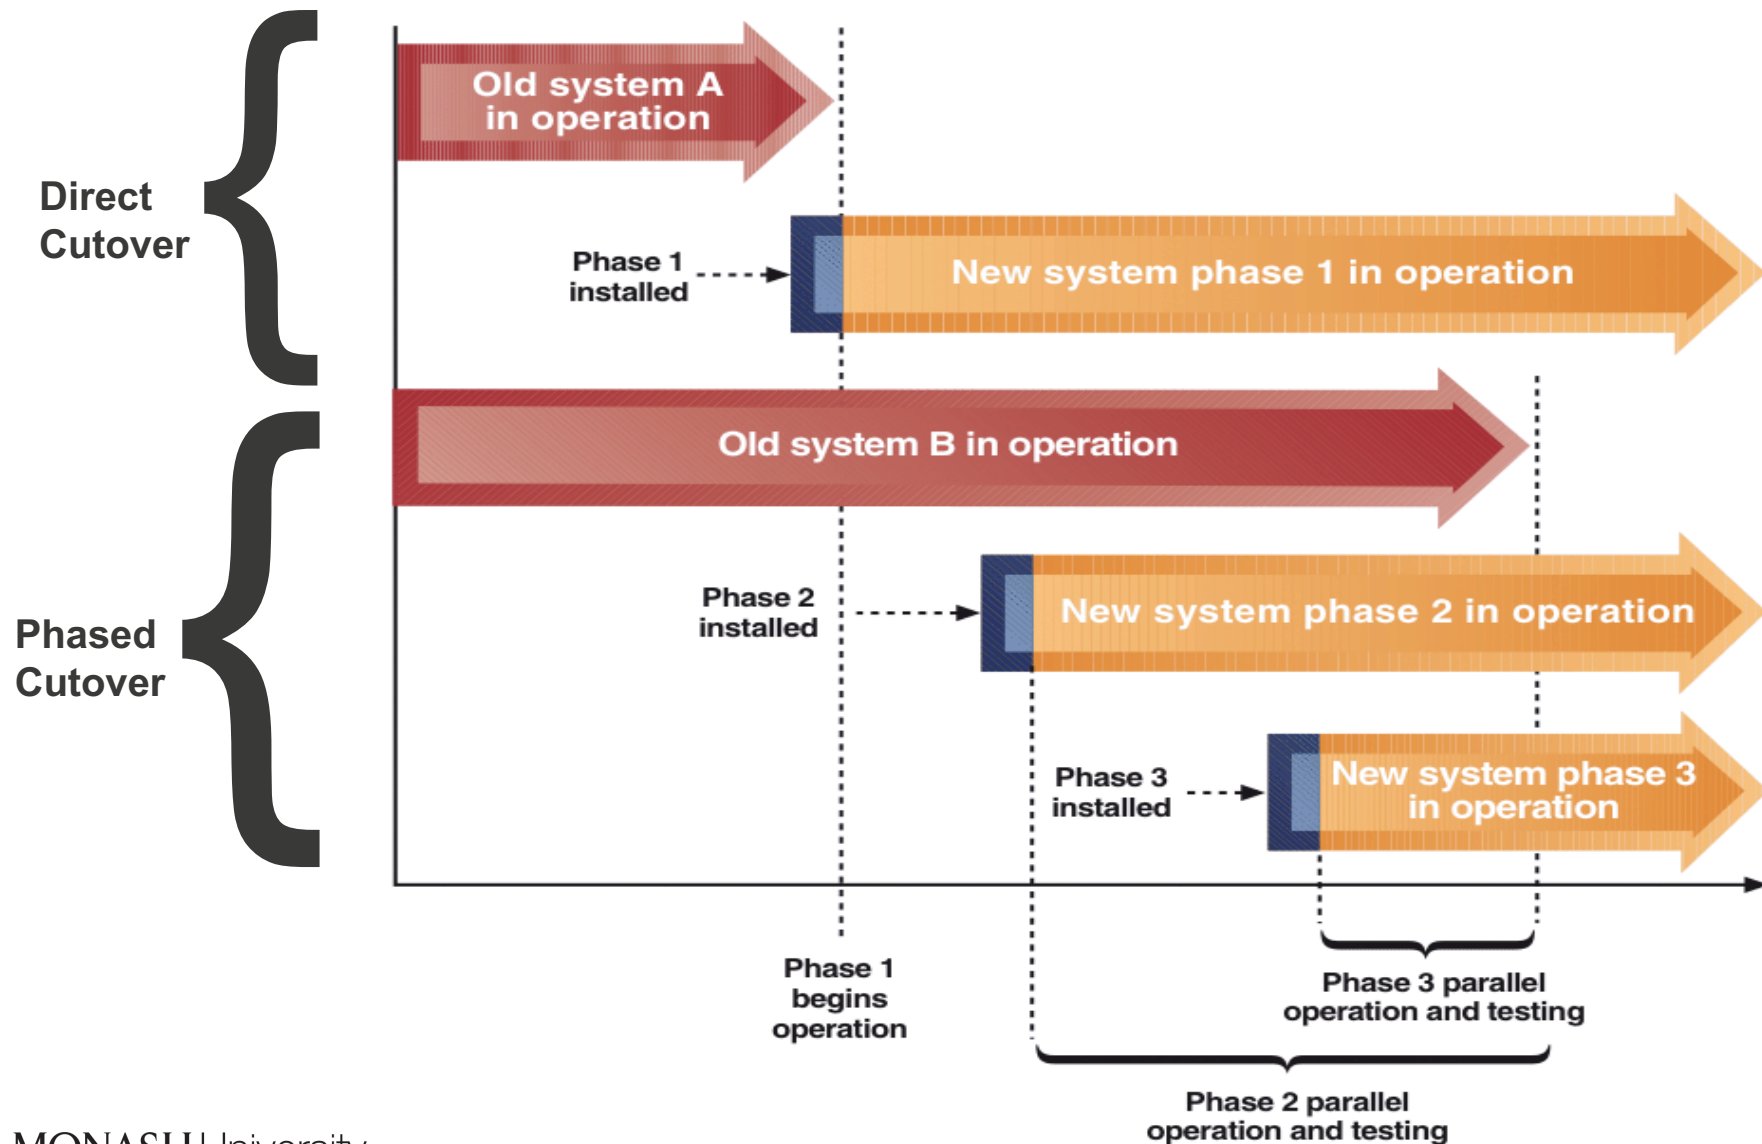 Old system A
in operation
Direct
Cutover
Phase 1
installed
New system phase 1 in operation
Old system B in operation
Phased
Cutover
Phase 2
installed
New system phase 2 in operation
Phase 3
installed
New system phase 3
in operation
Phase 1
begins
operation
Phase 3 parallel
operation and testing
Phase 2 parallel
operation and testing
MONASH University